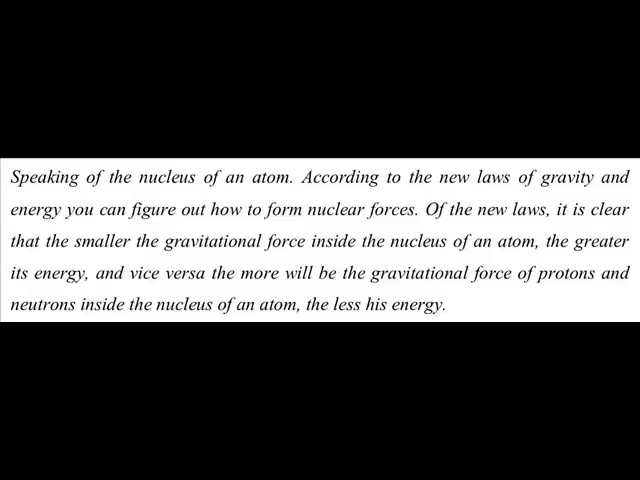 Speaking of the nucleus of an atom. According to the new laws of gravity and
energy you can figure out how to form nuclear forces. Of the new laws, it is clear
that the smaller the gravitational force inside the nucleus of an atom, the greater
its energy, and vice versa the more will be the gravitational force of protons and
neutrons inside the nucleus of an atom, the less his energy.